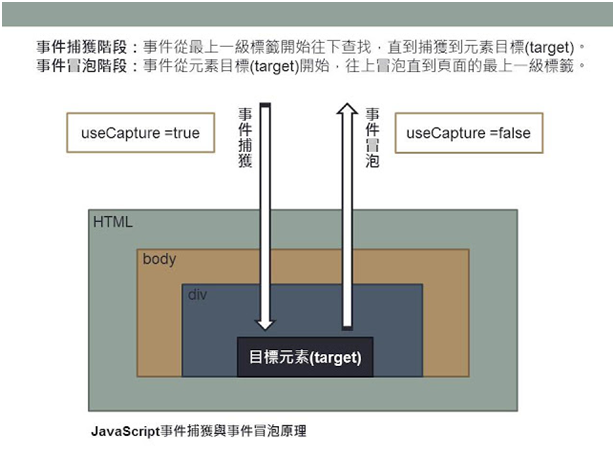 事件捕獲階段：事件從最上一級標籤開始往下查找，直到捕獲到元素目標(target)。
事件冒泡階段：事件從元素目標(target)開始，往上冒泡直到頁面的最上一級標籤。
useCapture =true
事件捕獲
事件冒泡
useCapture =false
HTML
body
div
目標元素(target)
JavaScript事件捕獲與事件冒泡原理